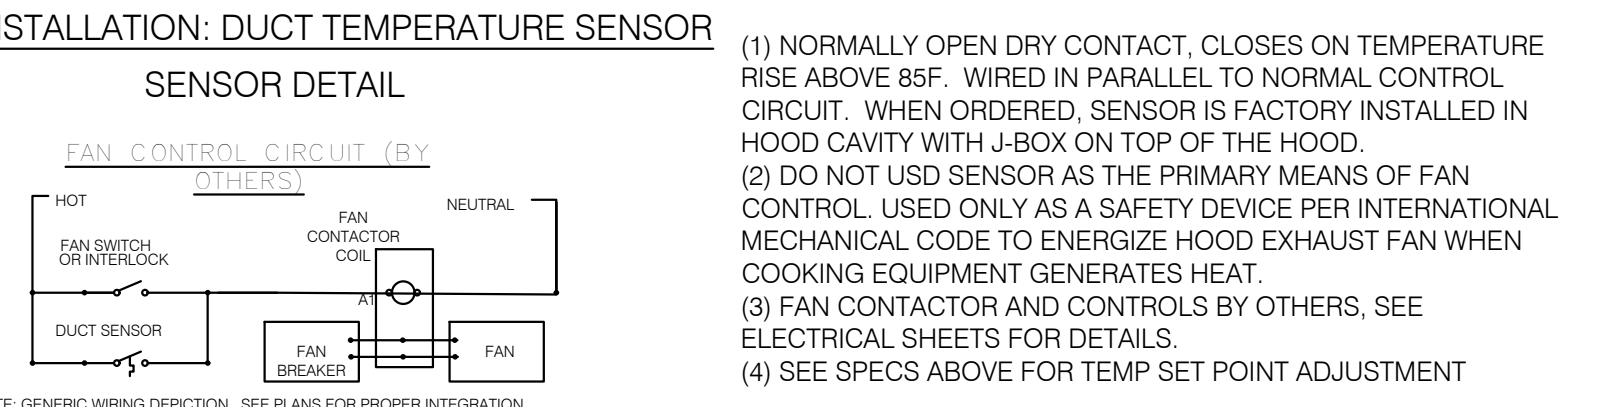 STALLATION: DUCT TEMPERATURE SENSOR
SENSOR DETAIL
FAN CONTROL CIRCUIT (BY
OTHERS)
HOT
NEUTRAL
FAN
CONTACTOR
COIL
FAN SWITCH
OR INTERLOCK
A1
DUCT SENSOR
FAN
BREAKER
FAN
TE: GENERIC WIRING DEPICTION. SEE PLANS FOR PROPER INTEGRATION
(1) NORMALLY OPEN DRY CONTACT, CLOSES ON TEMPERATURE
RISE ABOVE 85F. WIRED IN PARALLEL TO NORMAL CONTROL
CIRCUIT. WHEN ORDERED, SENSOR IS FACTORY INSTALLED IN
HOOD CAVITY WITH J-BOX ON TOP OF THE HOOD.
(2) DO NOT USD SENSOR AS THE PRIMARY MEANS OF FAN
CONTROL. USED ONLY AS A SAFETY DEVICE PER INTERNATIONAL
MECHANICAL CODE TO ENERGIZE HOOD EXHAUST FAN WHEN
COOKING EQUIPMENT GENERATES HEAT.
(3) FAN CONTACTOR AND CONTROLS BY OTHERS, SEE
ELECTRICAL SHEETS FOR DETAILS.
(4) SEE SPECS ABOVE FOR TEMP SET POINT ADJUSTMENT